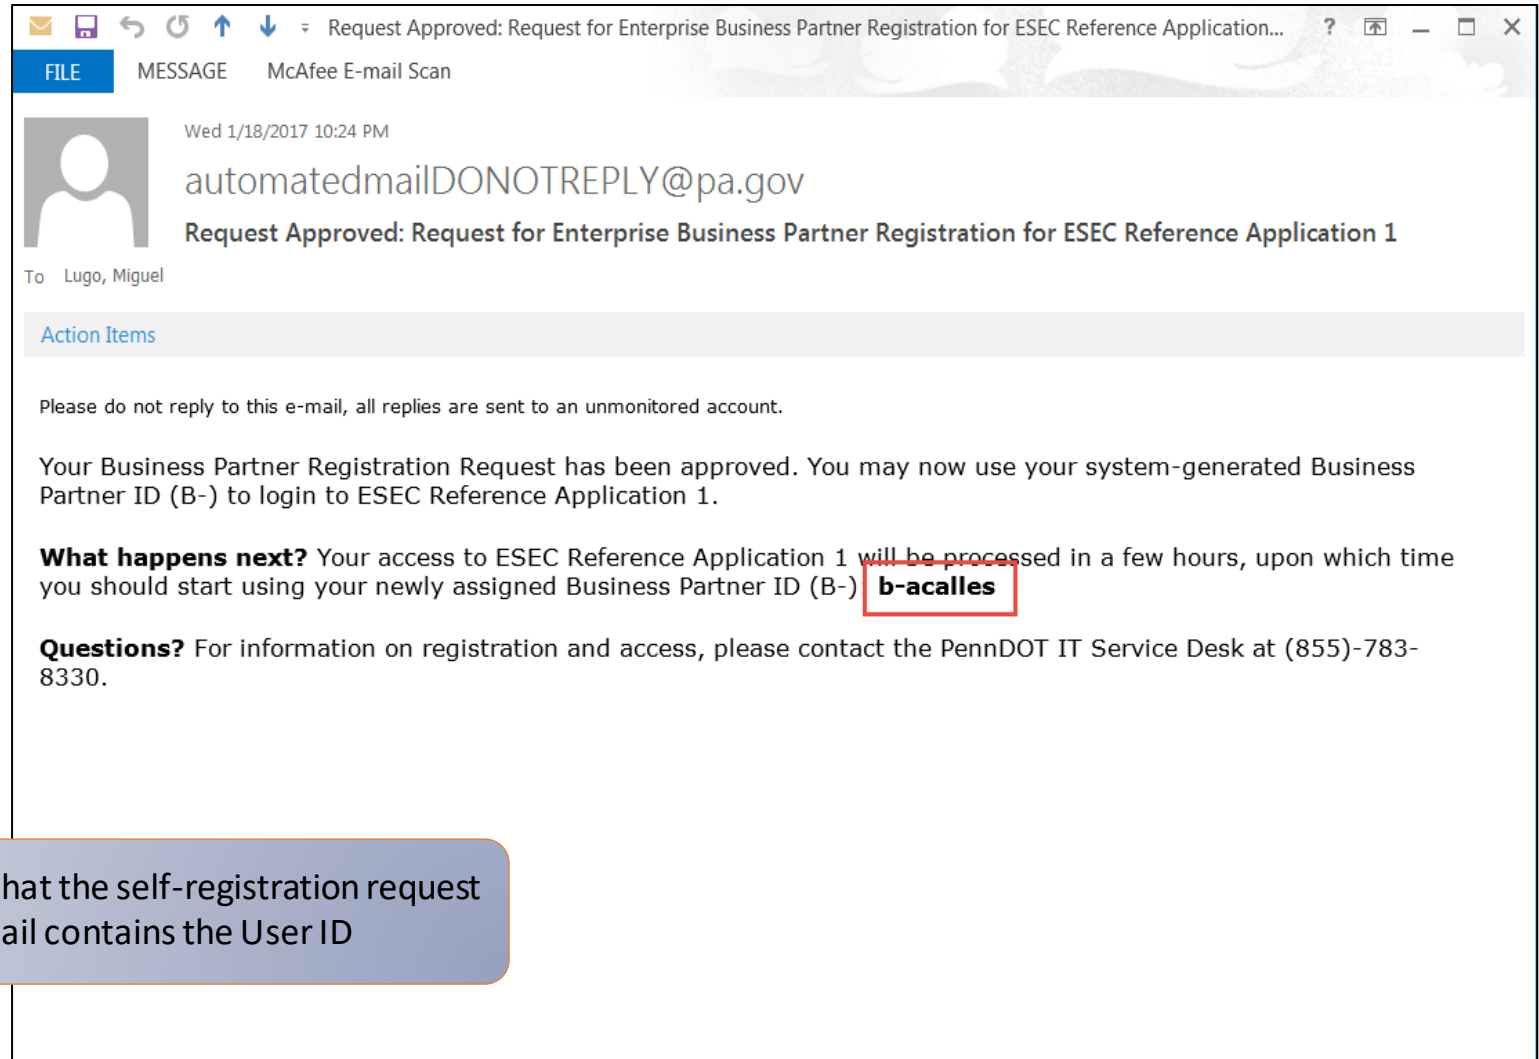 Request Approved: Request for Enterprise Business Partner Registration for ESEC Reference Application... ?
FILE MESSAGE McAfee E-mail Scan
Wed 1/18/2017 10:24 PM
automatedmailDONOTREPLY@pa.gov
Request Approved: Request for Enterprise Business Partner Registration for ESEC Reference Application 1
To Lugo, Miguel
Action Items
Please do not reply to this e-mail, all replies are sent to an unmonitored account.
Your Business Partner Registration Request has been approved. You may now use your system-generated Business
Partner ID (B-) to login to ESEC Reference Application 1.
What happens next? Your access to ESEC Reference Application 1 will be processed in a few hours, upon which time
you should start using your newly assigned Business Partner ID (B-) b-acalles
Questions? For information on registration and access, please contact the PennDOT IT Service Desk at (855)-783-
8330.
hat the self-registration request
ail contains the User ID